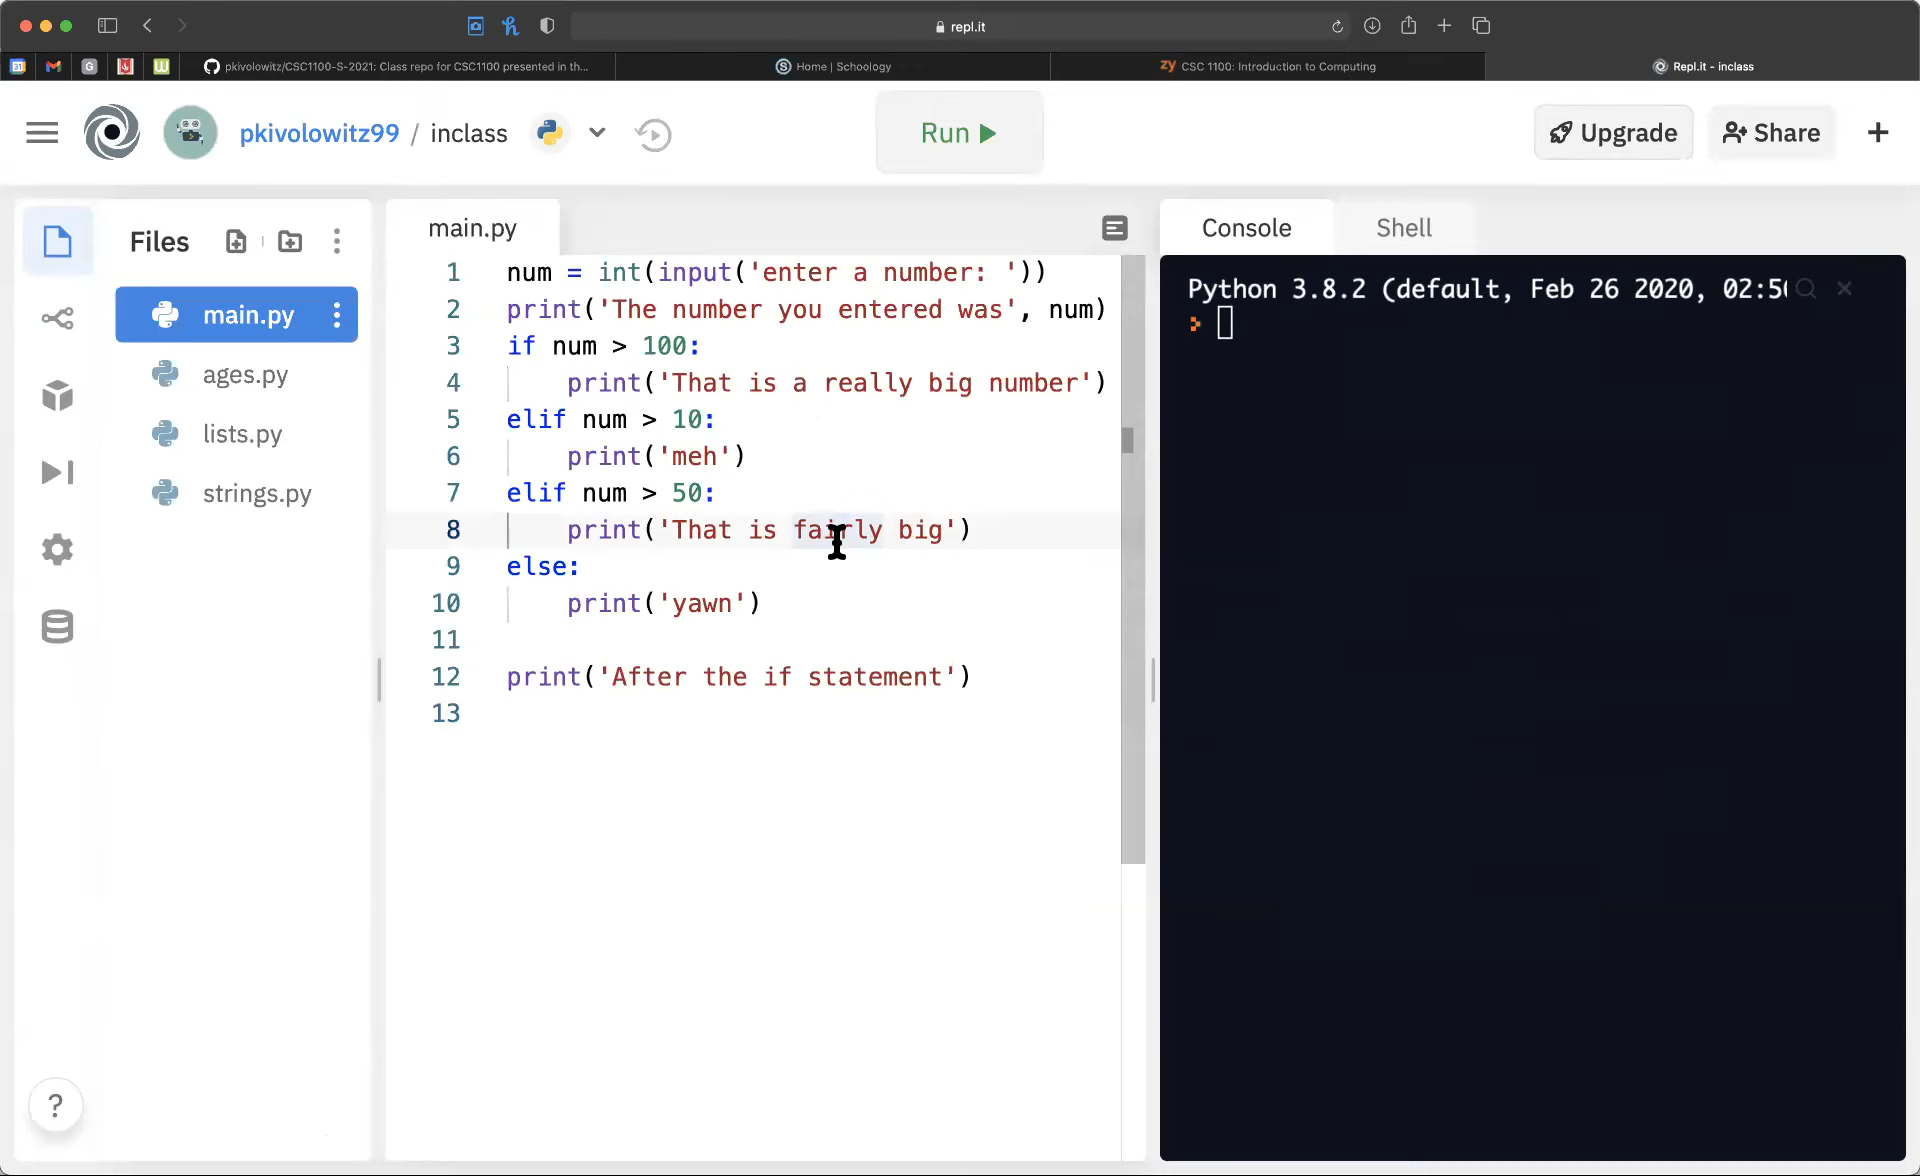 repl.it
31 G W pkivolowitz/CSC1100-S-2021: Class repo for CSC1100 presented in th... S Home | Schoology zy CSC 1100: Introduction to Computing Repl.it - inclass
pkivolowitz99 / inclass Run Upgrade Share +
Files main.py Console Shell
main.py
ages.py
lists.py
strings.py
1 num = int(input('enter a number: '))
2 print('The number you entered was', num)
3 if num > 100:
4 print('That is a really big number')
5 elif num > 10:
6 print('meh')
7 elif num > 50:
8 print('That is fairly big')
9 else:
10 print('yawn')
11
12 print('After the if statement')
13
Python 3.8.2 (default, Feb 26 2020, 02:5
?